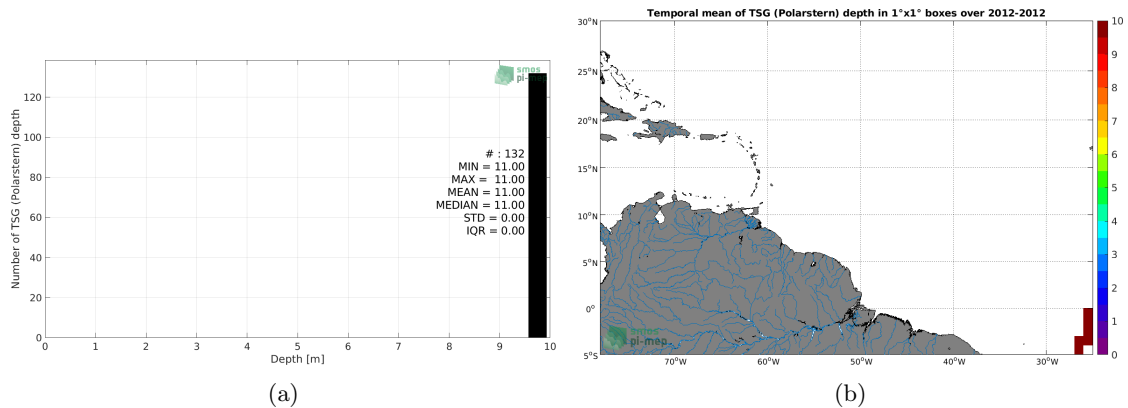 Number of TSG (Polarstern) depth
120
100
80
60
40
20
0
0 1 2 3 4 5 6 7 8 9 10
Depth [m]
smos
pi-mep
# : 132
MIN = 11.00
MAX = 11.00
MEAN = 11.00
MEDIAN = 11.00
STD = 0.00
IQR = 0.00
(a)
Temporal mean of TSG (Polarstern) depth in 1°x1° boxes over 2012-2012
30°N
25°N
20°N
15°N
10°N
5°N
0°
5°S
70°W 60°W 50°W 40°W 30°W
smos
pi-mep
10
9
8
7
6
5
4
3
2
1
0
(b)